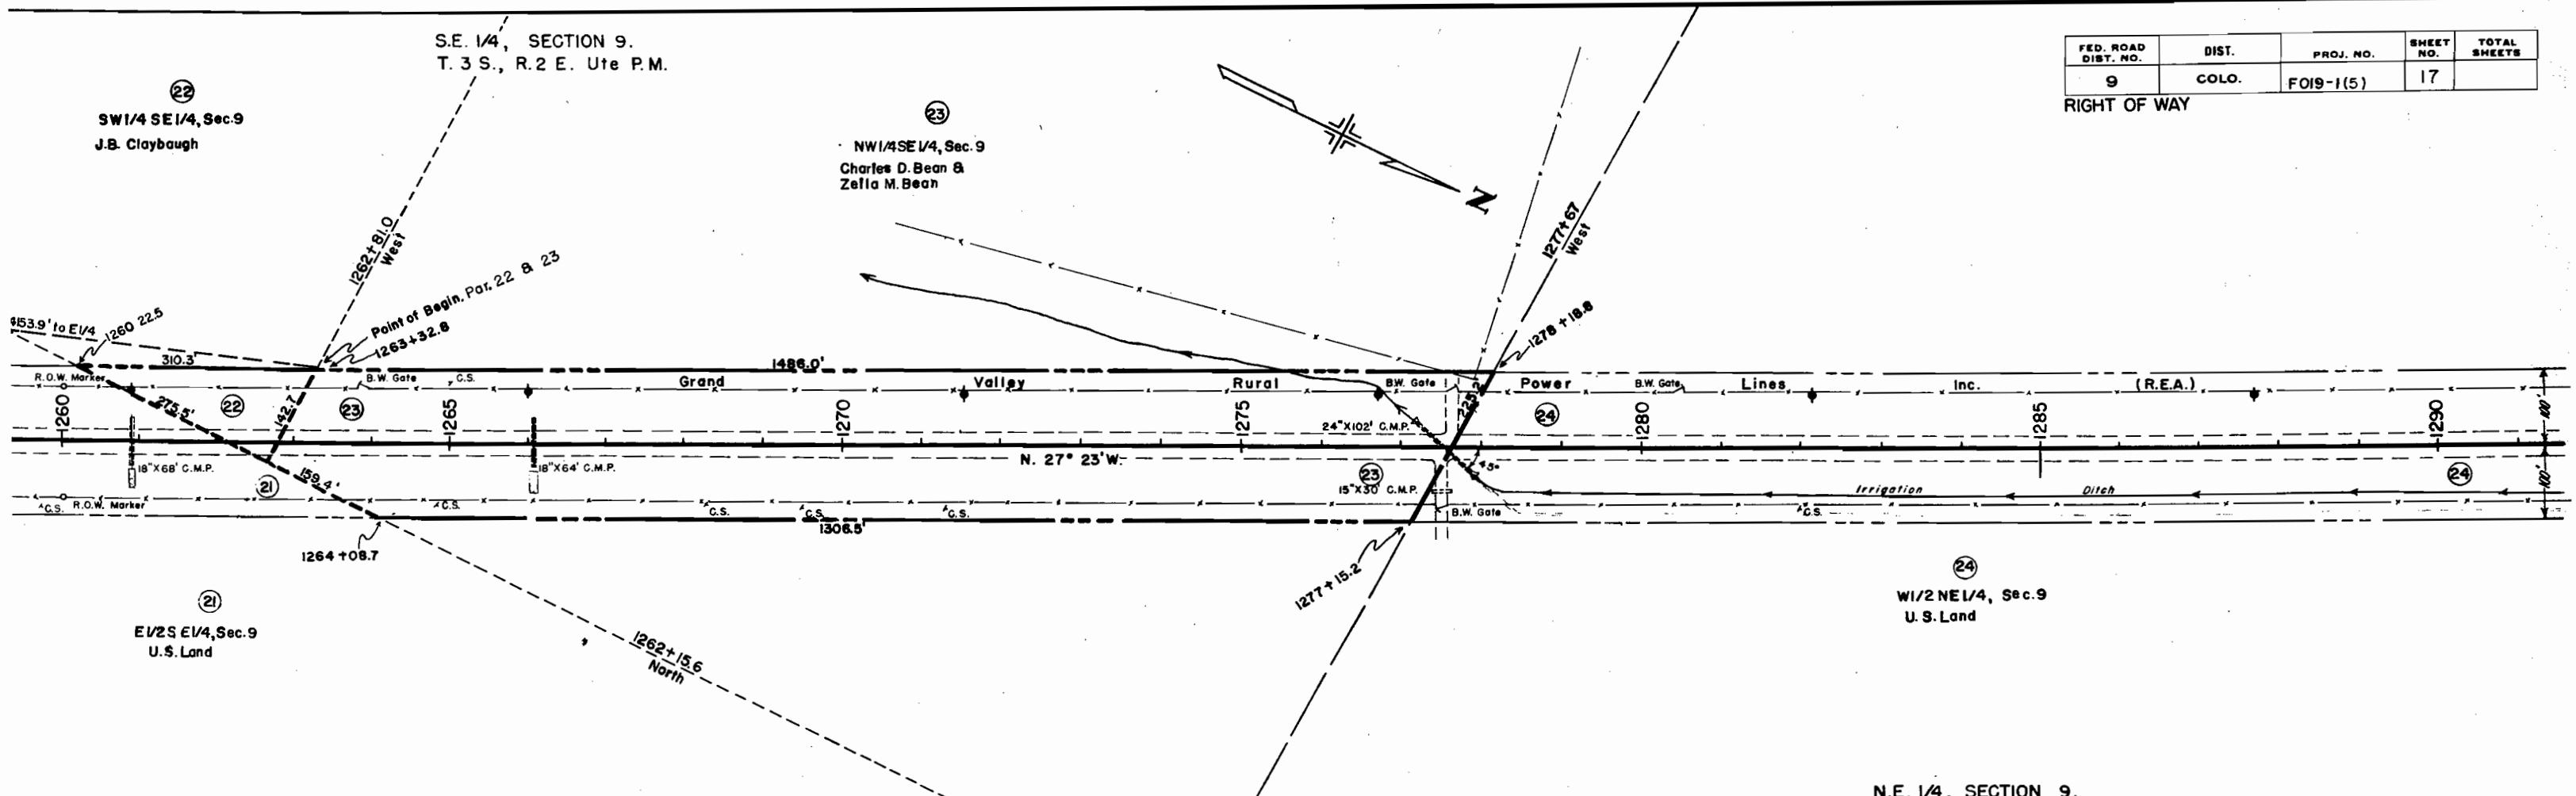 S.E. 1/4, SECTION 9.
T. 3 S., R. 2 E. Ute P.M.
FED. ROAD DIST. NO.
DIST.
PROJ. NO.
SHEET NO.
TOTAL SHEETS
9
COLO.
F019-1(5)
17
RIGHT OF WAY
22
SW1/4 SE1/4, Sec.9
J.B. Claybaugh
23
NW1/4SE1/4, Sec.9
Charles D. Bean &
Zella M. Bean
N
1262+81.0
West
1277+67
West
Point of Begin. Par. 22 & 23
1263+32.8
1260 22.5
153.9' to E1/4
310.3'
1486.0'
1278+18.8
R.O.W. Marker
B.W. Gate
C.S.
Grand Valley Rural
B.W. Gate
Power
B.W. Gate
Lines Inc. (R.E.A.)
1260
275.5'
22
142.7
23
1265
1270
1275
24"X102' C.M.P.
24
1280
1285
1290
100'
18"X68' C.M.P.
18"X64' C.M.P.
N. 27° 23' W.
45°
21
159.4'
23
15"X30' C.M.P.
24
Irrigation Ditch
100'
C.S.
R.O.W. Marker
C.S.
C.S.
C.S.
C.S.
B.W. Gate
C.S.
1306.5'
1264+08.7
1277+15.2
24
W1/2 NE1/4, Sec.9
U.S. Land
21
E1/2S E1/4, Sec.9
U.S. Land
1262+15.6
North
N.E. 1/4, SECTION 9.